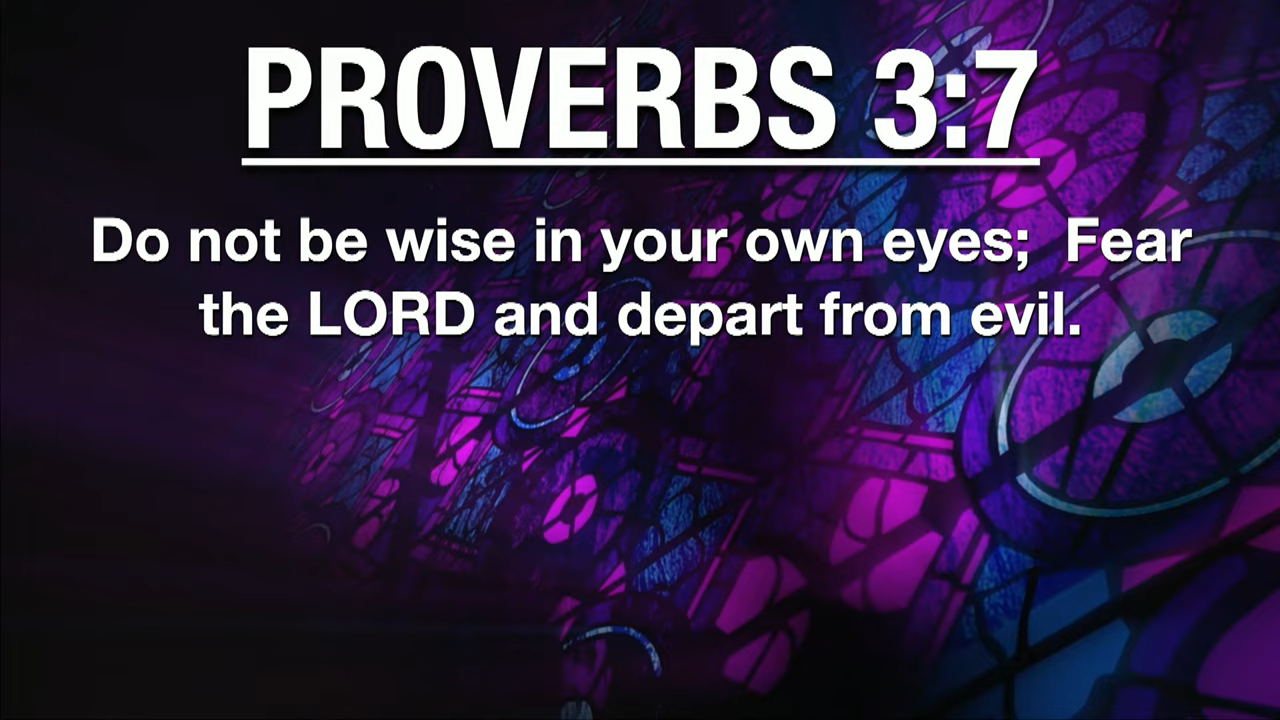 PROVERBS 3:7
Do not be wise in your own eyes;  Fear
the LORD and depart from evil.